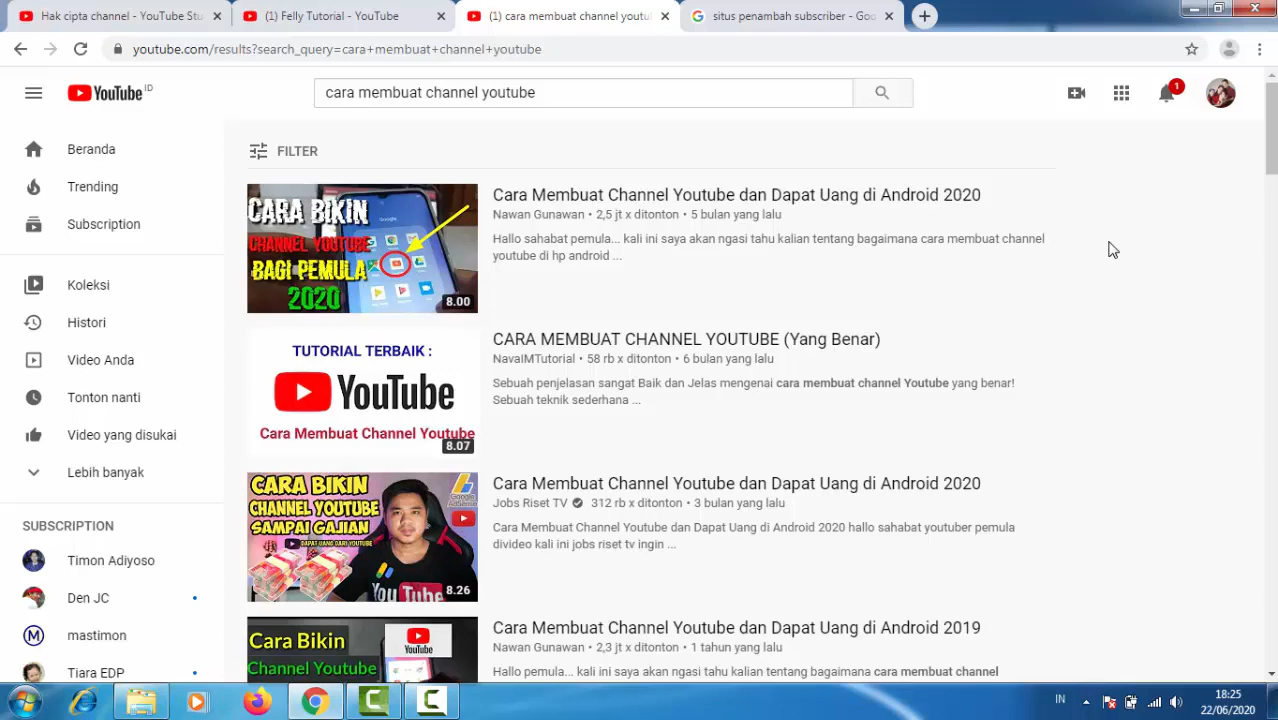 Hak cipta channel - YouTube Stu
(1) Felly Tutorial - YouTube
(1) cara membuat channel youtu
situs penambah subscriber - Goo
youtube.com/results?search_query=cara+membuat+channel+youtube
YouTube ID
cara membuat channel youtube
1
Beranda
Trending
Subscription
Koleksi
Histori
Video Anda
Tonton nanti
Video yang disukai
Lebih banyak
SUBSCRIPTION
Timon Adiyoso
Den JC
mastimon
Tiara EDP
FILTER
CARA BIKIN
CHANNEL YOUTUBE
BAGI PEMULA
2020
8.00
Cara Membuat Channel Youtube dan Dapat Uang di Android 2020
Nawan Gunawan • 2,5 jt x ditonton • 5 bulan yang lalu
Hallo sahabat pemula... kali ini saya akan ngasi tahu kalian tentang bagaimana cara membuat channel
youtube di hp android ...
TUTORIAL TERBAIK :
YouTube
Cara Membuat Channel Youtube
8.07
CARA MEMBUAT CHANNEL YOUTUBE (Yang Benar)
NavaIMTutorial • 58 rb x ditonton • 6 bulan yang lalu
Sebuah penjelasan sangat Baik dan Jelas mengenai cara membuat channel Youtube yang benar!
Sebuah teknik sederhana ...
CARA BIKIN
CHANNEL YOUTUBE
SAMPAI GAJIAN
DAPAT UANG DARI YOUTUBE
Google
AdSense
You Tube
8.26
Cara Membuat Channel Youtube dan Dapat Uang di Android 2020
Jobs Riset TV 312 rb x ditonton • 3 bulan yang lalu
Cara Membuat Channel Youtube dan Dapat Uang di Android 2020 hallo sahabat youtuber pemula
divideo kali ini jobs riset tv ingin ...
Cara Bikin
Channel Youtube
YouTube
Cara Membuat Channel Youtube dan Dapat Uang di Android 2019
Nawan Gunawan • 2,3 jt x ditonton • 1 tahun yang lalu
Hallo pemula... kali ini saya akan ngasi tahu kalian tentang bagaimana cara membuat channel
IN
18:25
22/06/2020